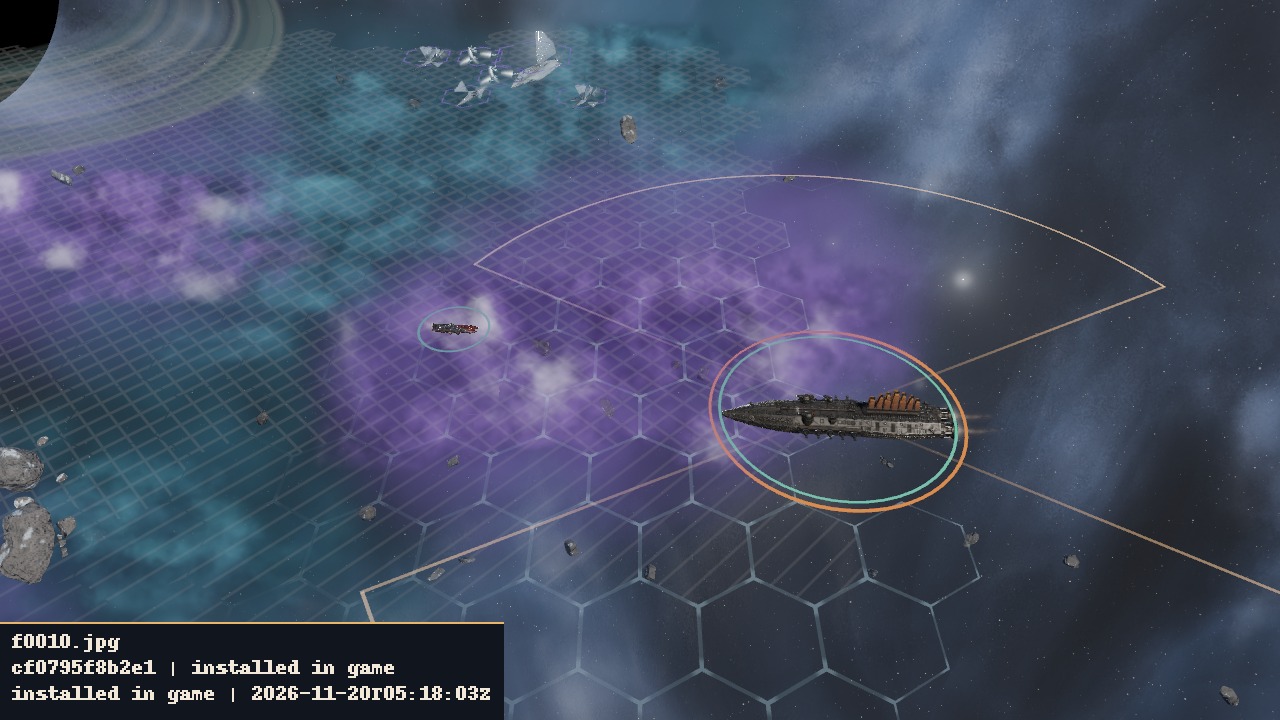 f0010.jpg
cf0795f8b2e1 | installed in game
installed in game | 2026-11-20T05:18:03Z